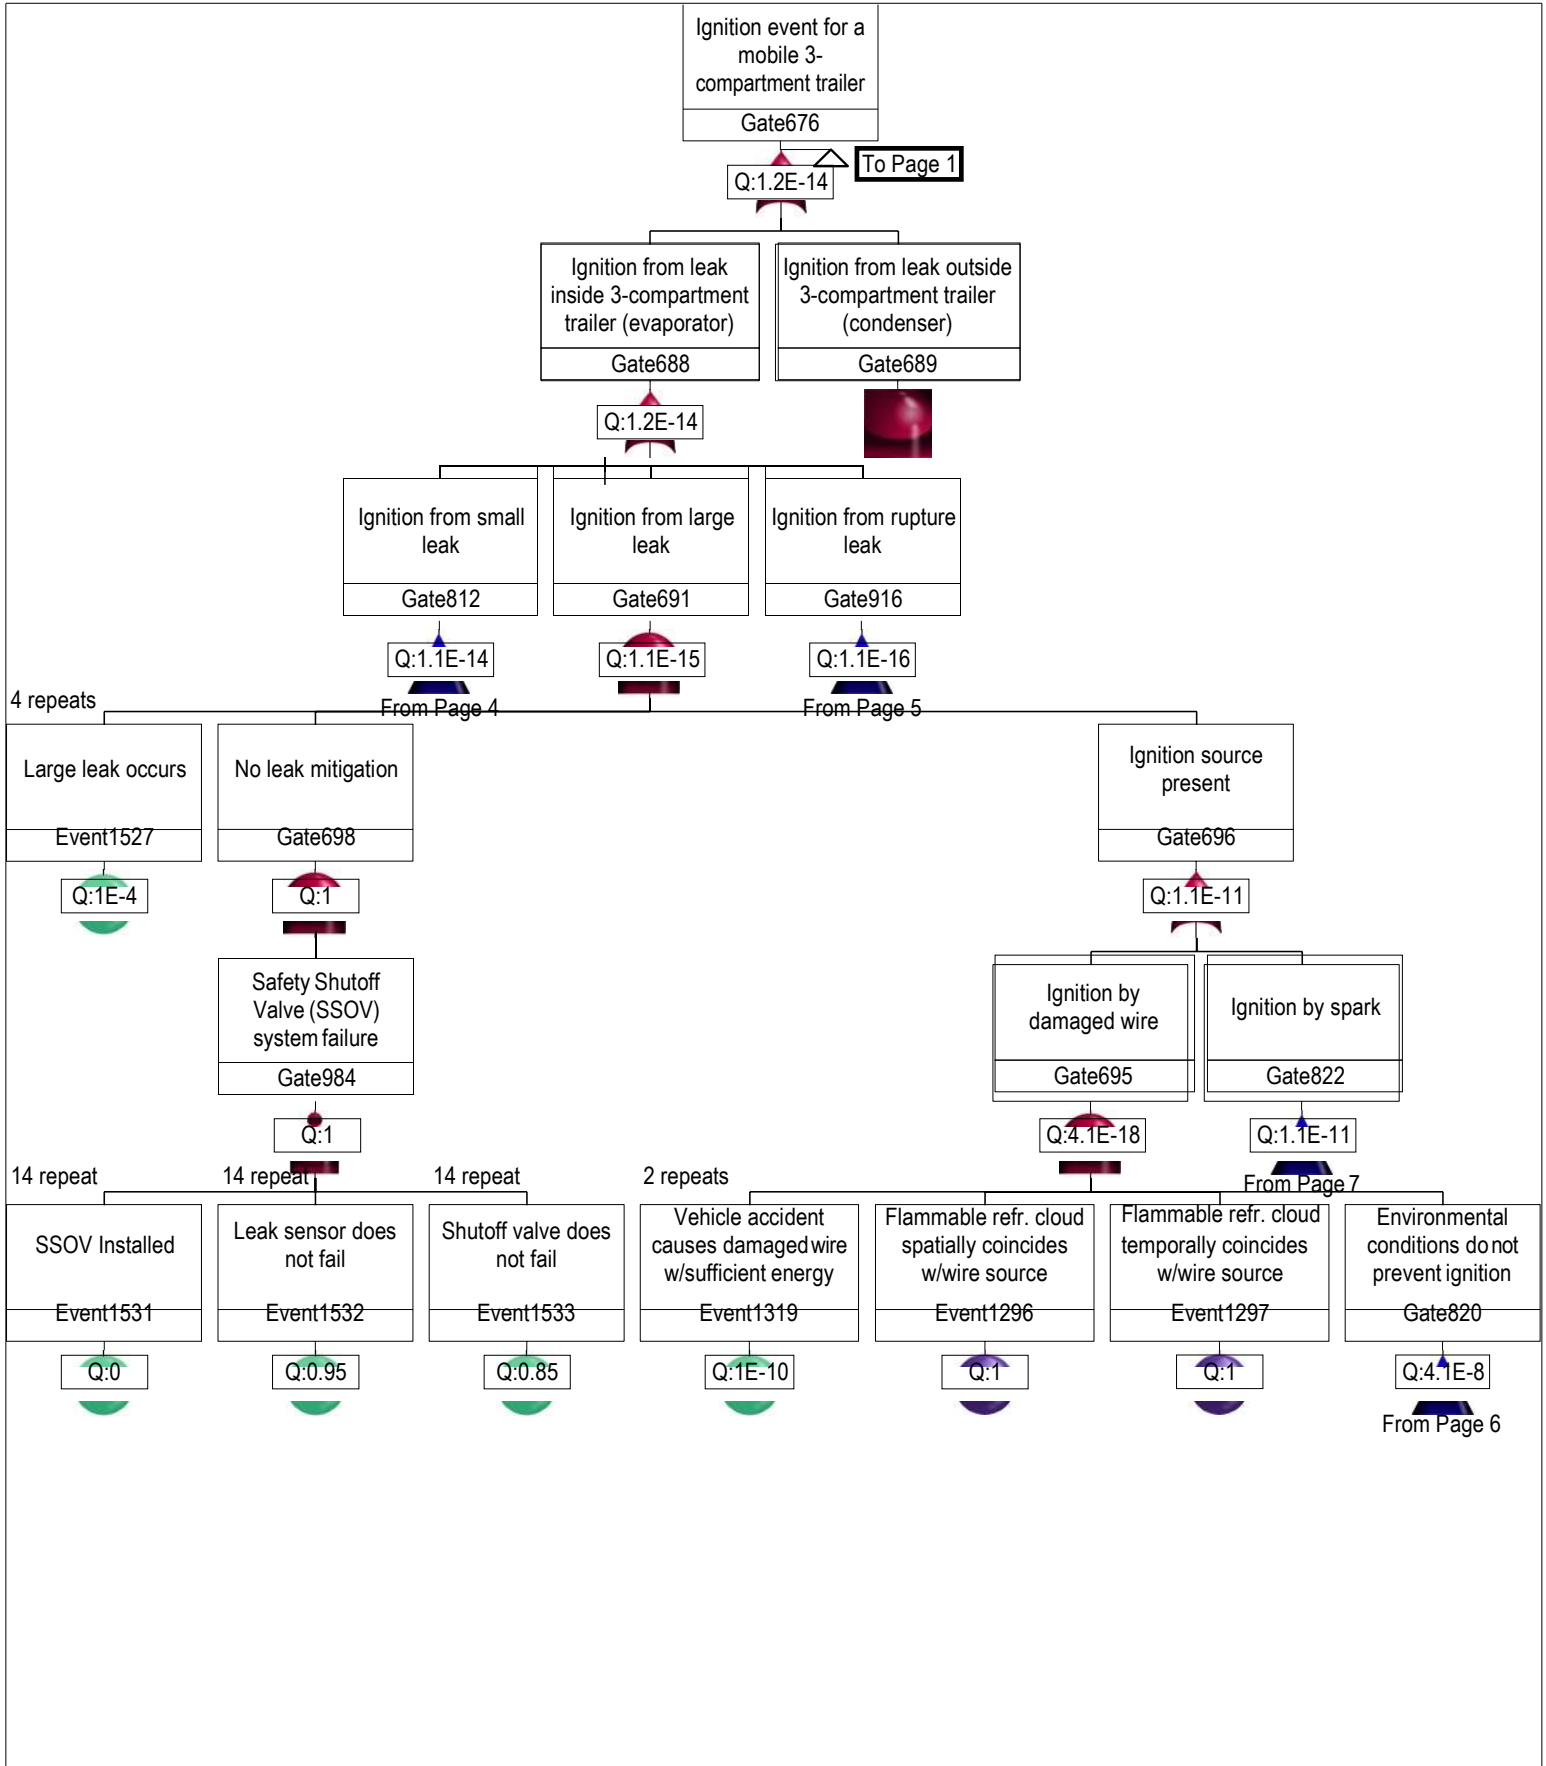 Ignition event for a
mobile 3-
compartment trailer
Gate676
To Page 1
Q:1.2E-14
Ignition from leak
inside 3-compartment
trailer (evaporator)
Gate688
Ignition from leak outside
3-compartment trailer
(condenser)
Gate689
Q:1.2E-14
Ignition from small
leak
Gate812
Ignition from large
leak
Gate691
Ignition from rupture
leak
Gate916
Q:1.1E-14
From Page 4
Q:1.1E-15
Q:1.1E-16
From Page 5
4 repeats
Large leak occurs
Event1527
Q:1E-4
No leak mitigation
Gate698
Q:1
Ignition source
present
Gate696
Q:1.1E-11
Safety Shutoff
Valve (SSOV)
system failure
Gate984
Q:1
Ignition by
damaged wire
Gate695
Q:4.1E-18
Ignition by spark
Gate822
Q:1.1E-11
From Page 7
14 repeat
SSOV Installed
Event1531
Q:0
14 repeat
Leak sensor does
not fail
Event1532
Q:0.95
14 repeat
Shutoff valve does
not fail
Event1533
Q:0.85
2 repeats
Vehicle accident
causes damaged wire
w/sufficient energy
Event1319
Q:1E-10
Flammable refr. cloud
spatially coincides
w/wire source
Event1296
Q:1
Flammable refr. cloud
temporally coincides
w/wire source
Event1297
Q:1
Environmental
conditions do not
prevent ignition
Gate820
Q:4.1E-8
From Page 6